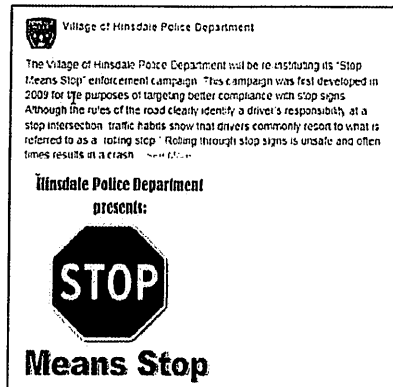 Village of Hinsdale Police Department
The Village of Hinsdale Police Department will be re-instituting its "Stop
Means Stop" enforcement campaign. This campaign was first developed in
2009 for the purposes of targeting better compliance with stop signs.
Although the rules of the road clearly identify a driver's responsibility at a
stop intersection, traffic habits show that drivers commonly resort to what is
referred to as a "rolling stop." Rolling through stop signs is unsafe and often
times results in a crash... See More
Hinsdale Police Department
presents:
STOP
Means Stop